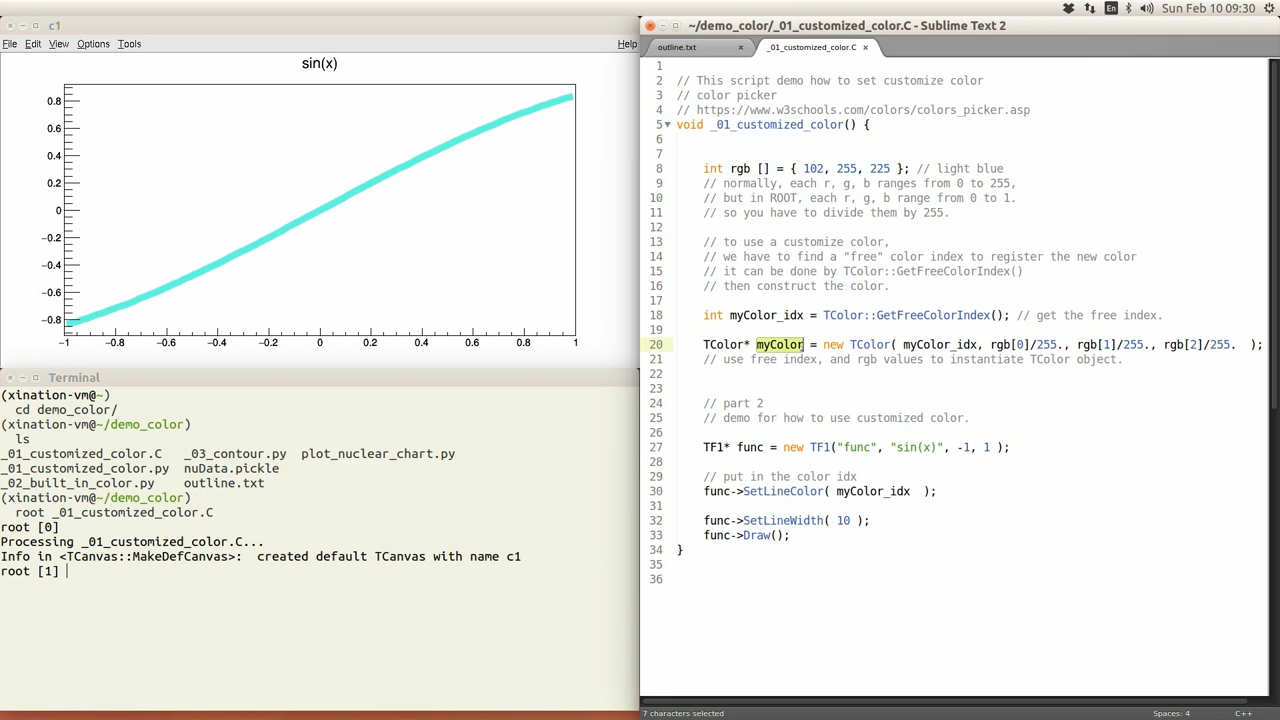 En
Sun Feb 10 09:30
c1
File Edit View Options Tools Help
sin(x)
0.8
0.6
0.4
0.2
0
−0.2
−0.4
−0.6
−0.8
−1 −0.8 −0.6 −0.4 −0.2 0 0.2 0.4 0.6 0.8 1
Terminal
(xination-vm@~)
cd demo_color/
(xination-vm@~/demo_color)
ls
_01_customized_color.C _03_contour.py plot_nuclear_chart.py
_01_customized_color.py nuData.pickle
_02_built_in_color.py outline.txt
(xination-vm@~/demo_color)
root _01_customized_color.C
root [0]
Processing _01_customized_color.C...
Info in <TCanvas::MakeDefCanvas>: created default TCanvas with name c1
root [1]
~/demo_color/_01_customized_color.C - Sublime Text 2
outline.txt × _01_customized_color.C ×
1
2 // This script demo how to set customize color
3 // color picker
4 // https://www.w3schools.com/colors/colors_picker.asp
5 void _01_customized_color() {
6
7
8 int rgb [] = { 102, 255, 225 }; // light blue
9 // normally, each r, g, b ranges from 0 to 255,
10 // but in ROOT, each r, g, b range from 0 to 1.
11 // so you have to divide them by 255.
12
13 // to use a customize color,
14 // we have to find a "free" color index to register the new color
15 // it can be done by TColor::GetFreeColorIndex()
16 // then construct the color.
17
18 int myColor_idx = TColor::GetFreeColorIndex(); // get the free index.
19
20 TColor* myColor = new TColor( myColor_idx, rgb[0]/255., rgb[1]/255., rgb[2]/255. );
21 // use free index, and rgb values to instantiate TColor object.
22
23
24 // part 2
25 // demo for how to use customized color.
26
27 TF1* func = new TF1("func", "sin(x)", -1, 1 );
28
29 // put in the color idx
30 func->SetLineColor( myColor_idx );
31
32 func->SetLineWidth( 10 );
33 func->Draw();
34 }
35
36
7 characters selected
Spaces: 4
C++